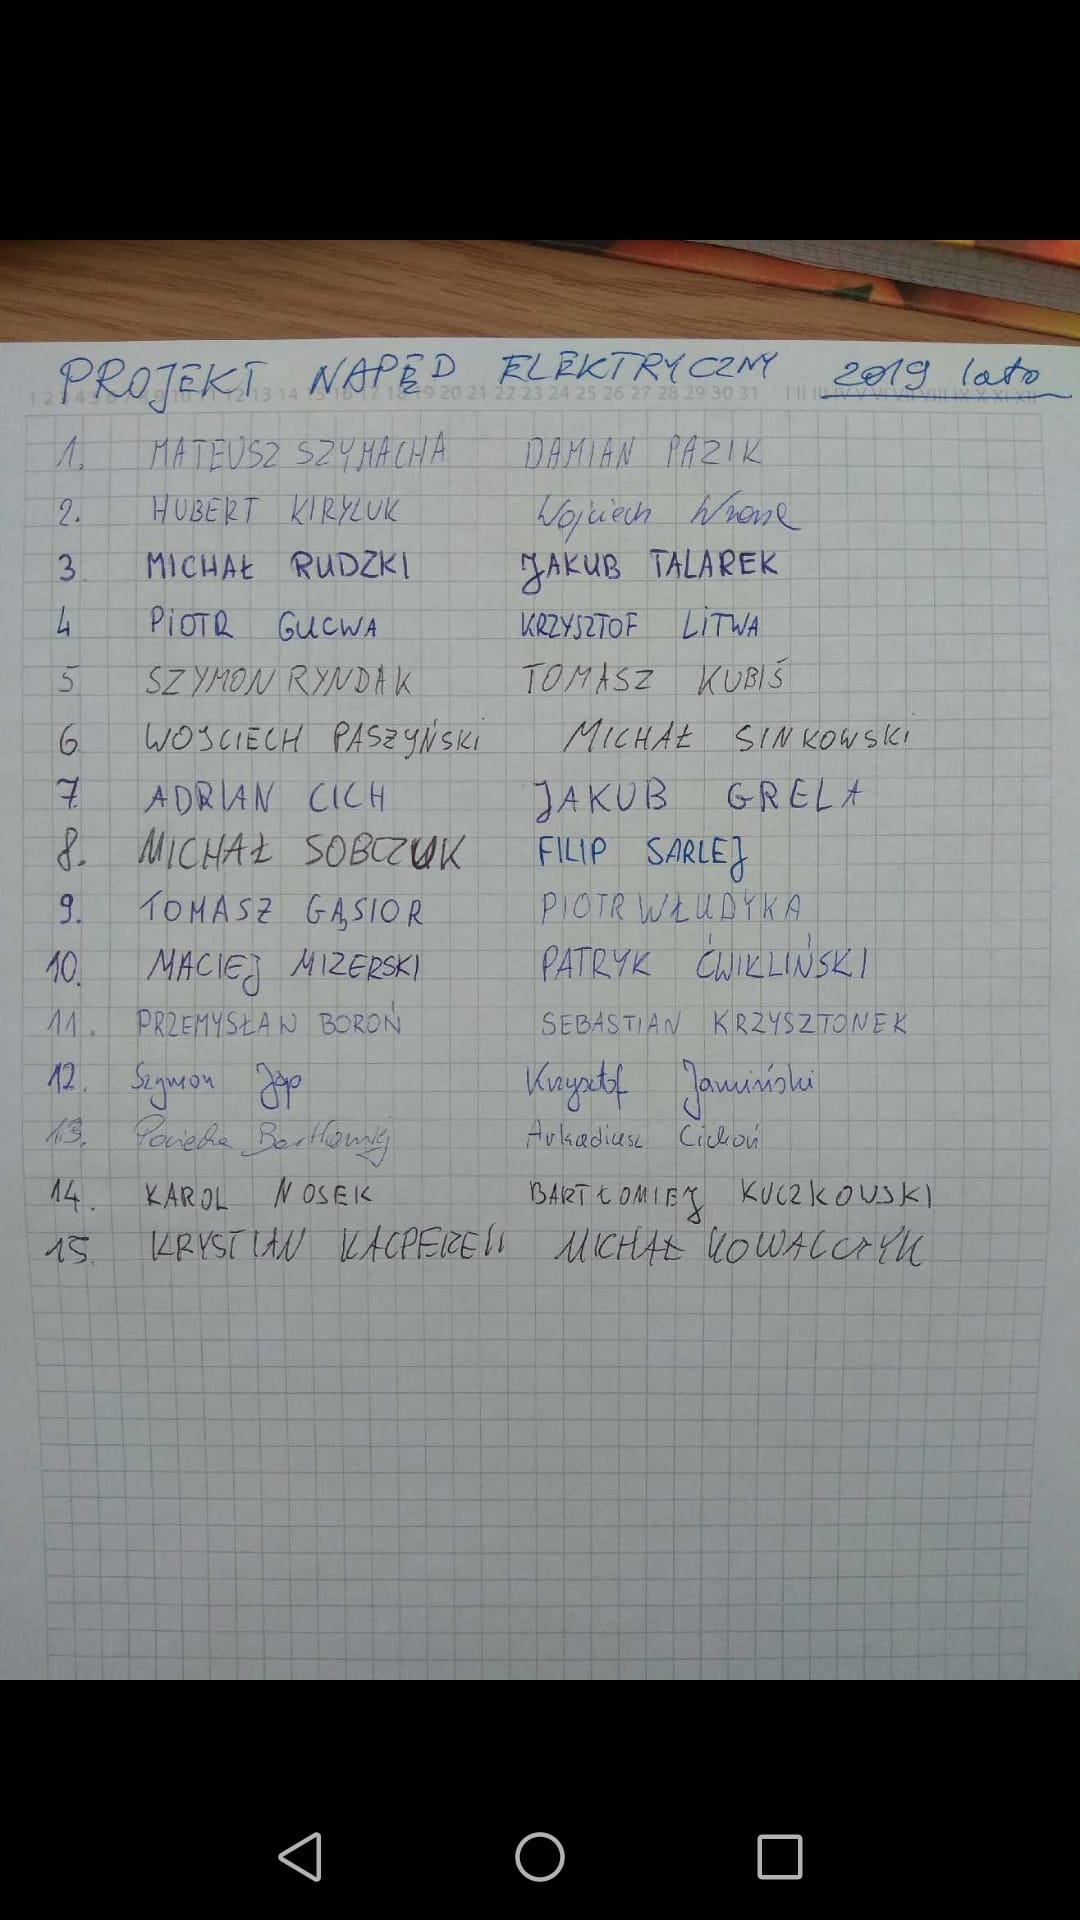 PROJEKT NAPĘD ELEKTRYCZNY 2019 lato
1 2 3 4 5 6 7 8 9 10 11 12 13 14 15 16 17 18 19 20 21 22 23 24 25 26 27 28 29 30 31 I II III IV V VI VII VIII IX X XI XII
1. MATEUSZ SZYMACHA DAMIAN PAZIK
2. HUBERT KIRYLUK Wojciech Wrona
3 MICHAŁ RUDZKI JAKUB TALAREK
4 PIOTR GUCWA KRZYSZTOF LITWA
5 SZYMON RYNDAK TOMASZ KUBIŚ
6 WOJCIECH PASZYŃSKI MICHAŁ SINKOWSKI
7. ADRIAN CICH JAKUB GRELA
8. MICHAŁ SOBCZUK FILIP SARLEJ
9. TOMASZ GĄSIOR PIOTR WŁUDYKA
10. MACIEJ MIZERSKI PATRYK ĆWIKLIŃSKI
11. PRZEMYSŁAW BOROŃ SEBASTIAN KRZYSZTONEK
12. Szymon Krzysztof Jamiński
13. Pociecha Bartłomiej Arkadiusz Cichoń
14. KAROL NOSEK BARTŁOMIEJ KUCZKOWSKI
15. KRYSTIAN MICHAŁ KOWALCZYK